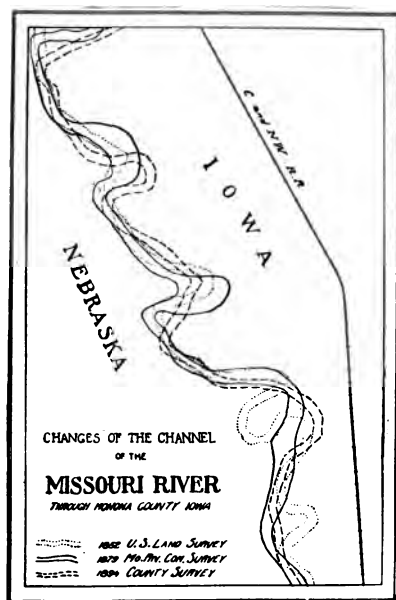 C and N.W. R.R.
IOWA
NEBRASKA
CHANGES OF THE CHANNEL
OF THE
MISSOURI RIVER
THROUGH MONONA COUNTY IOWA
1852 U.S. LAND SURVEY
1879 MO. RIV. COM. SURVEY
1894 COUNTY SURVEY